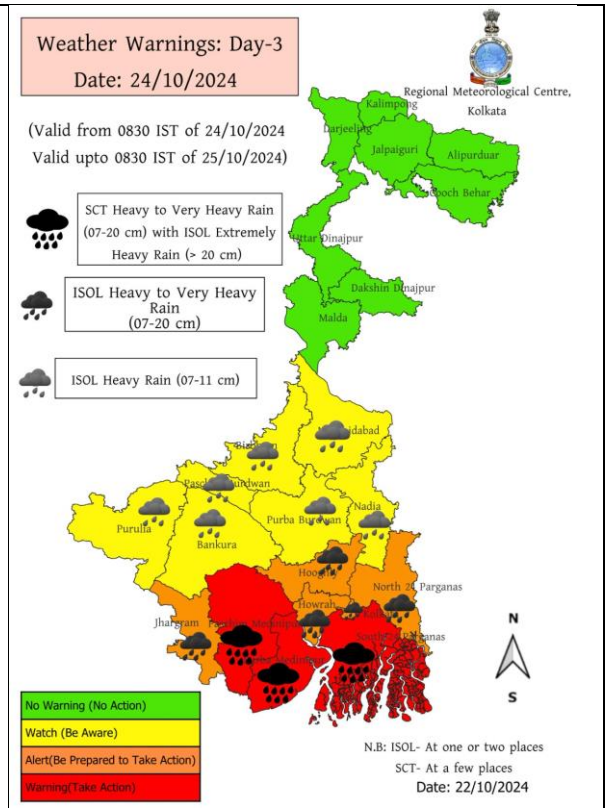 Weather Warnings: Day-3
Date: 24/10/2024
Regional Meteorological Centre,
Kolkata
(Valid from 0830 IST of 24/10/2024
Valid upto 0830 IST of 25/10/2024)
SCT Heavy to Very Heavy Rain
(07-20 cm) with ISOL Extremely
Heavy Rain (> 20 cm)
ISOL Heavy to Very Heavy
Rain
(07-20 cm)
ISOL Heavy Rain (07-11 cm)
Kalimpong
Darjeeling
Jalpaiguri
Alipurduar
Cooch Behar
Uttar Dinajpur
Dakshin Dinajpur
Malda
Purulia
Bankura
Purba Burdwan
Nadia
Hooghly
North 24 Parganas
Howrah
Jhargram
N
S
No Warning (No Action)
Watch (Be Aware)
Alert(Be Prepared to Take Action)
Warning(Take Action)
N.B: ISOL- At one or two places
SCT- At a few places
Date: 22/10/2024